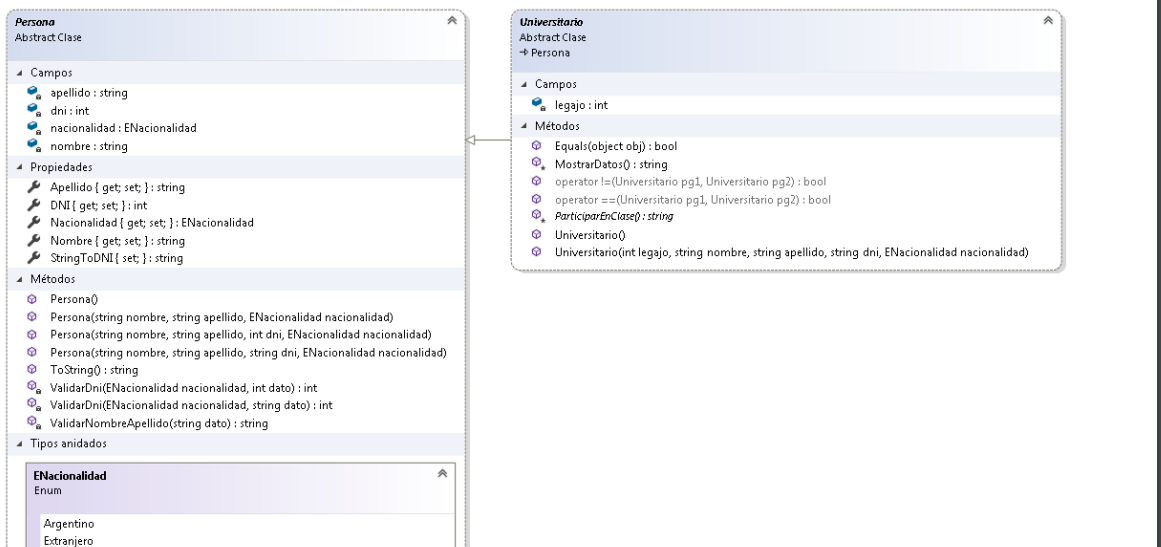 Persona
Abstract Clase
Campos
apellido : string
dni : int
nacionalidad : ENacionalidad
nombre : string
Propiedades
Apellido { get; set; } : string
DNI { get; set; } : int
Nacionalidad { get; set; } : ENacionalidad
Nombre { get; set; } : string
StringToDNI { set; } : string
Métodos
Persona()
Persona(string nombre, string apellido, ENacionalidad nacionalidad)
Persona(string nombre, string apellido, int dni, ENacionalidad nacionalidad)
Persona(string nombre, string apellido, string dni, ENacionalidad nacionalidad)
ToString() : string
ValidarDni(ENacionalidad nacionalidad, int dato) : int
ValidarDni(ENacionalidad nacionalidad, string dato) : int
ValidarNombreApellido(string dato) : string
Tipos anidados
ENacionalidad
Enum
Argentino
Extranjero
Universitario
Abstract Clase
Persona
Campos
legajo : int
Métodos
Equals(object obj) : bool
MostrarDatos() : string
operator !=(Universitario pg1, Universitario pg2) : bool
operator ==(Universitario pg1, Universitario pg2) : bool
ParticiparEnClase() : string
Universitario()
Universitario(int legajo, string nombre, string apellido, string dni, ENacionalidad nacionalidad)